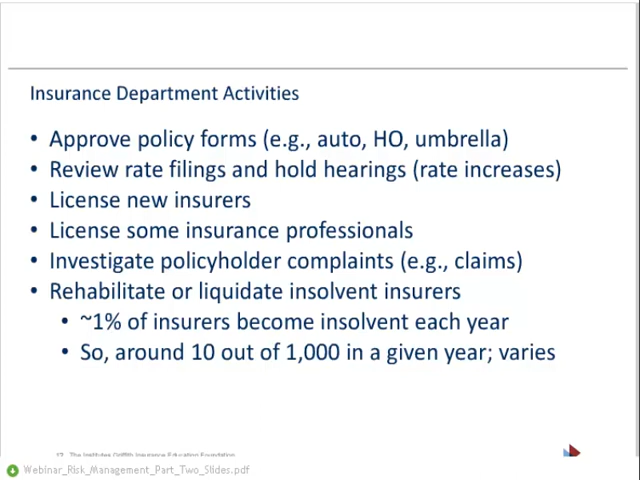 Insurance Department Activities
• Approve policy forms (e.g., auto, HO, umbrella)
• Review rate filings and hold hearings (rate increases)
• License new insurers
• License some insurance professionals
• Investigate policyholder complaints (e.g., claims)
• Rehabilitate or liquidate insolvent insurers
• ~1% of insurers become insolvent each year
• So, around 10 out of 1,000 in a given year; varies
The Institutes Griffith Insurance Education Foundation
Webinar_Risk_Management_Part_Two_Slides.pdf